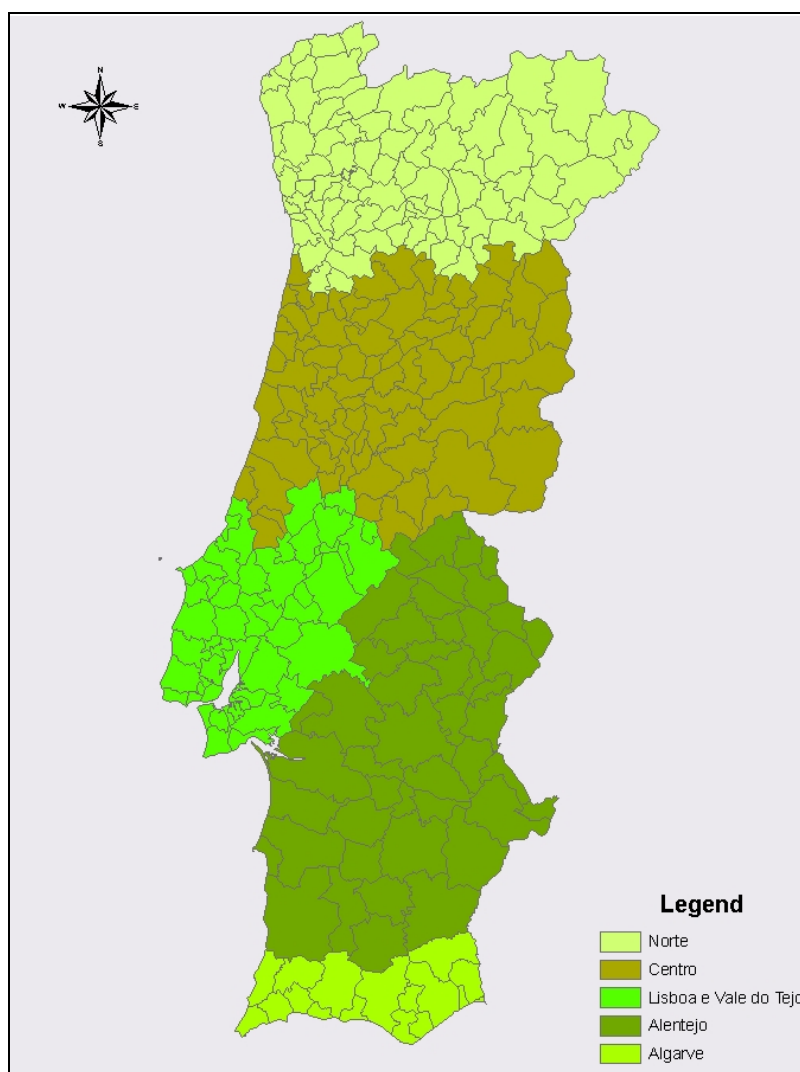 N
W E
S
Legend
Norte
Centro
Lisboa e Vale do Tejo
Alentejo
Algarve